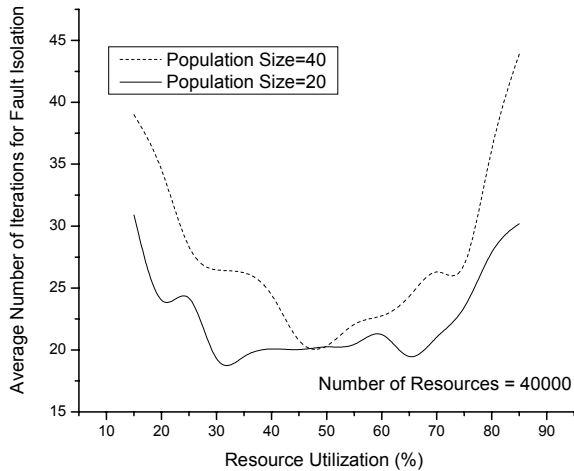 45
40
35
30
25
20
15
Average Number of Iterations for Fault Isolation
Population Size=40
Population Size=20
Number of Resources = 40000
10 20 30 40 50 60 70 80 90
Resource Utilization (%)